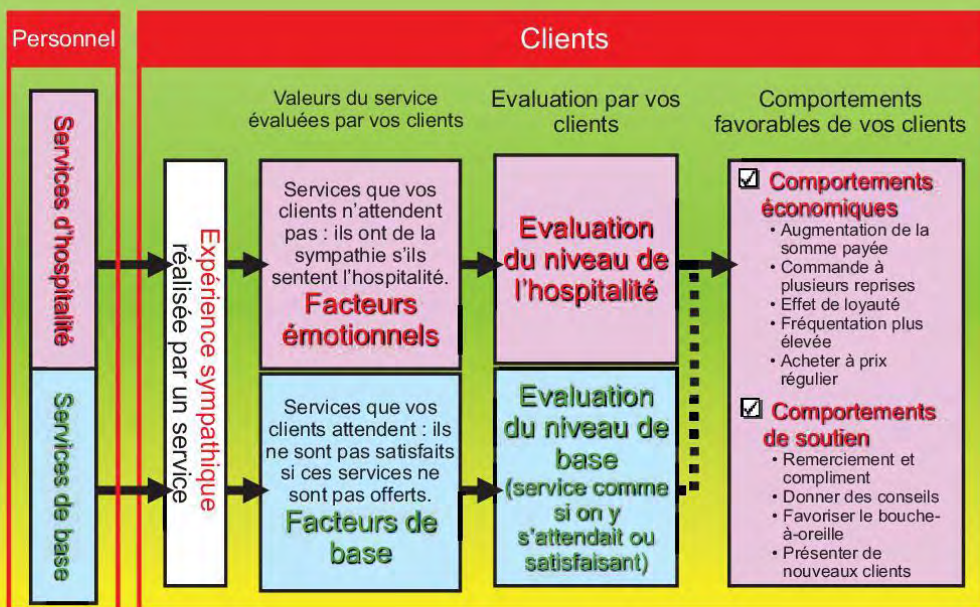 Personnel
Clients
Services d'hospitalité
Services de base
Expérience sympathique
réalisée par un service
Valeurs du service
évaluées par vos clients
Services que vos
clients n'attendent
pas : ils ont de la
sympathie s'ils
sentent l'hospitalité.
Facteurs
émotionnels
Services que vos
clients attendent : ils
ne sont pas satisfaits
si ces services ne
sont pas offerts.
Facteurs de
base
Evaluation par vos
clients
Evaluation
du niveau de
l'hospitalité
Evaluation
du niveau de
base
(service comme
si on y
s'attendait ou
satisfaisant)
Comportements
favorables de vos clients
Comportements
économiques
• Augmentation de la
somme payée
• Commande à
plusieurs reprises
• Effet de loyauté
• Fréquentation plus
élevée
• Acheter à prix
régulier
Comportements
de soutien
• Remerciement et
compliment
• Donner des conseils
• Favoriser le bouche-
à-oreille
• Présenter de
nouveaux clients